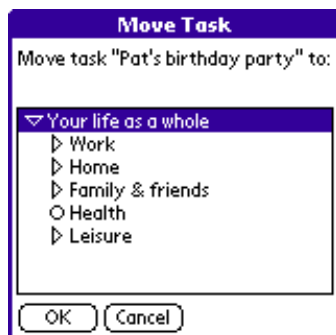 Move Task
Move task "Pat's birthday party" to:
Your life as a whole
Work
Home
Family & friends
Health
Leisure
OK Cancel